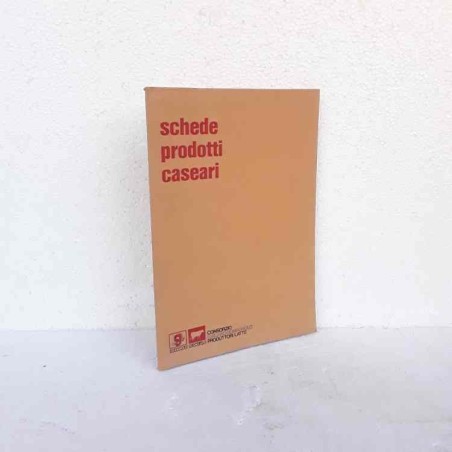 schede
prodotti
caseari
CONSORZIO
PRODUTTORI LATTE